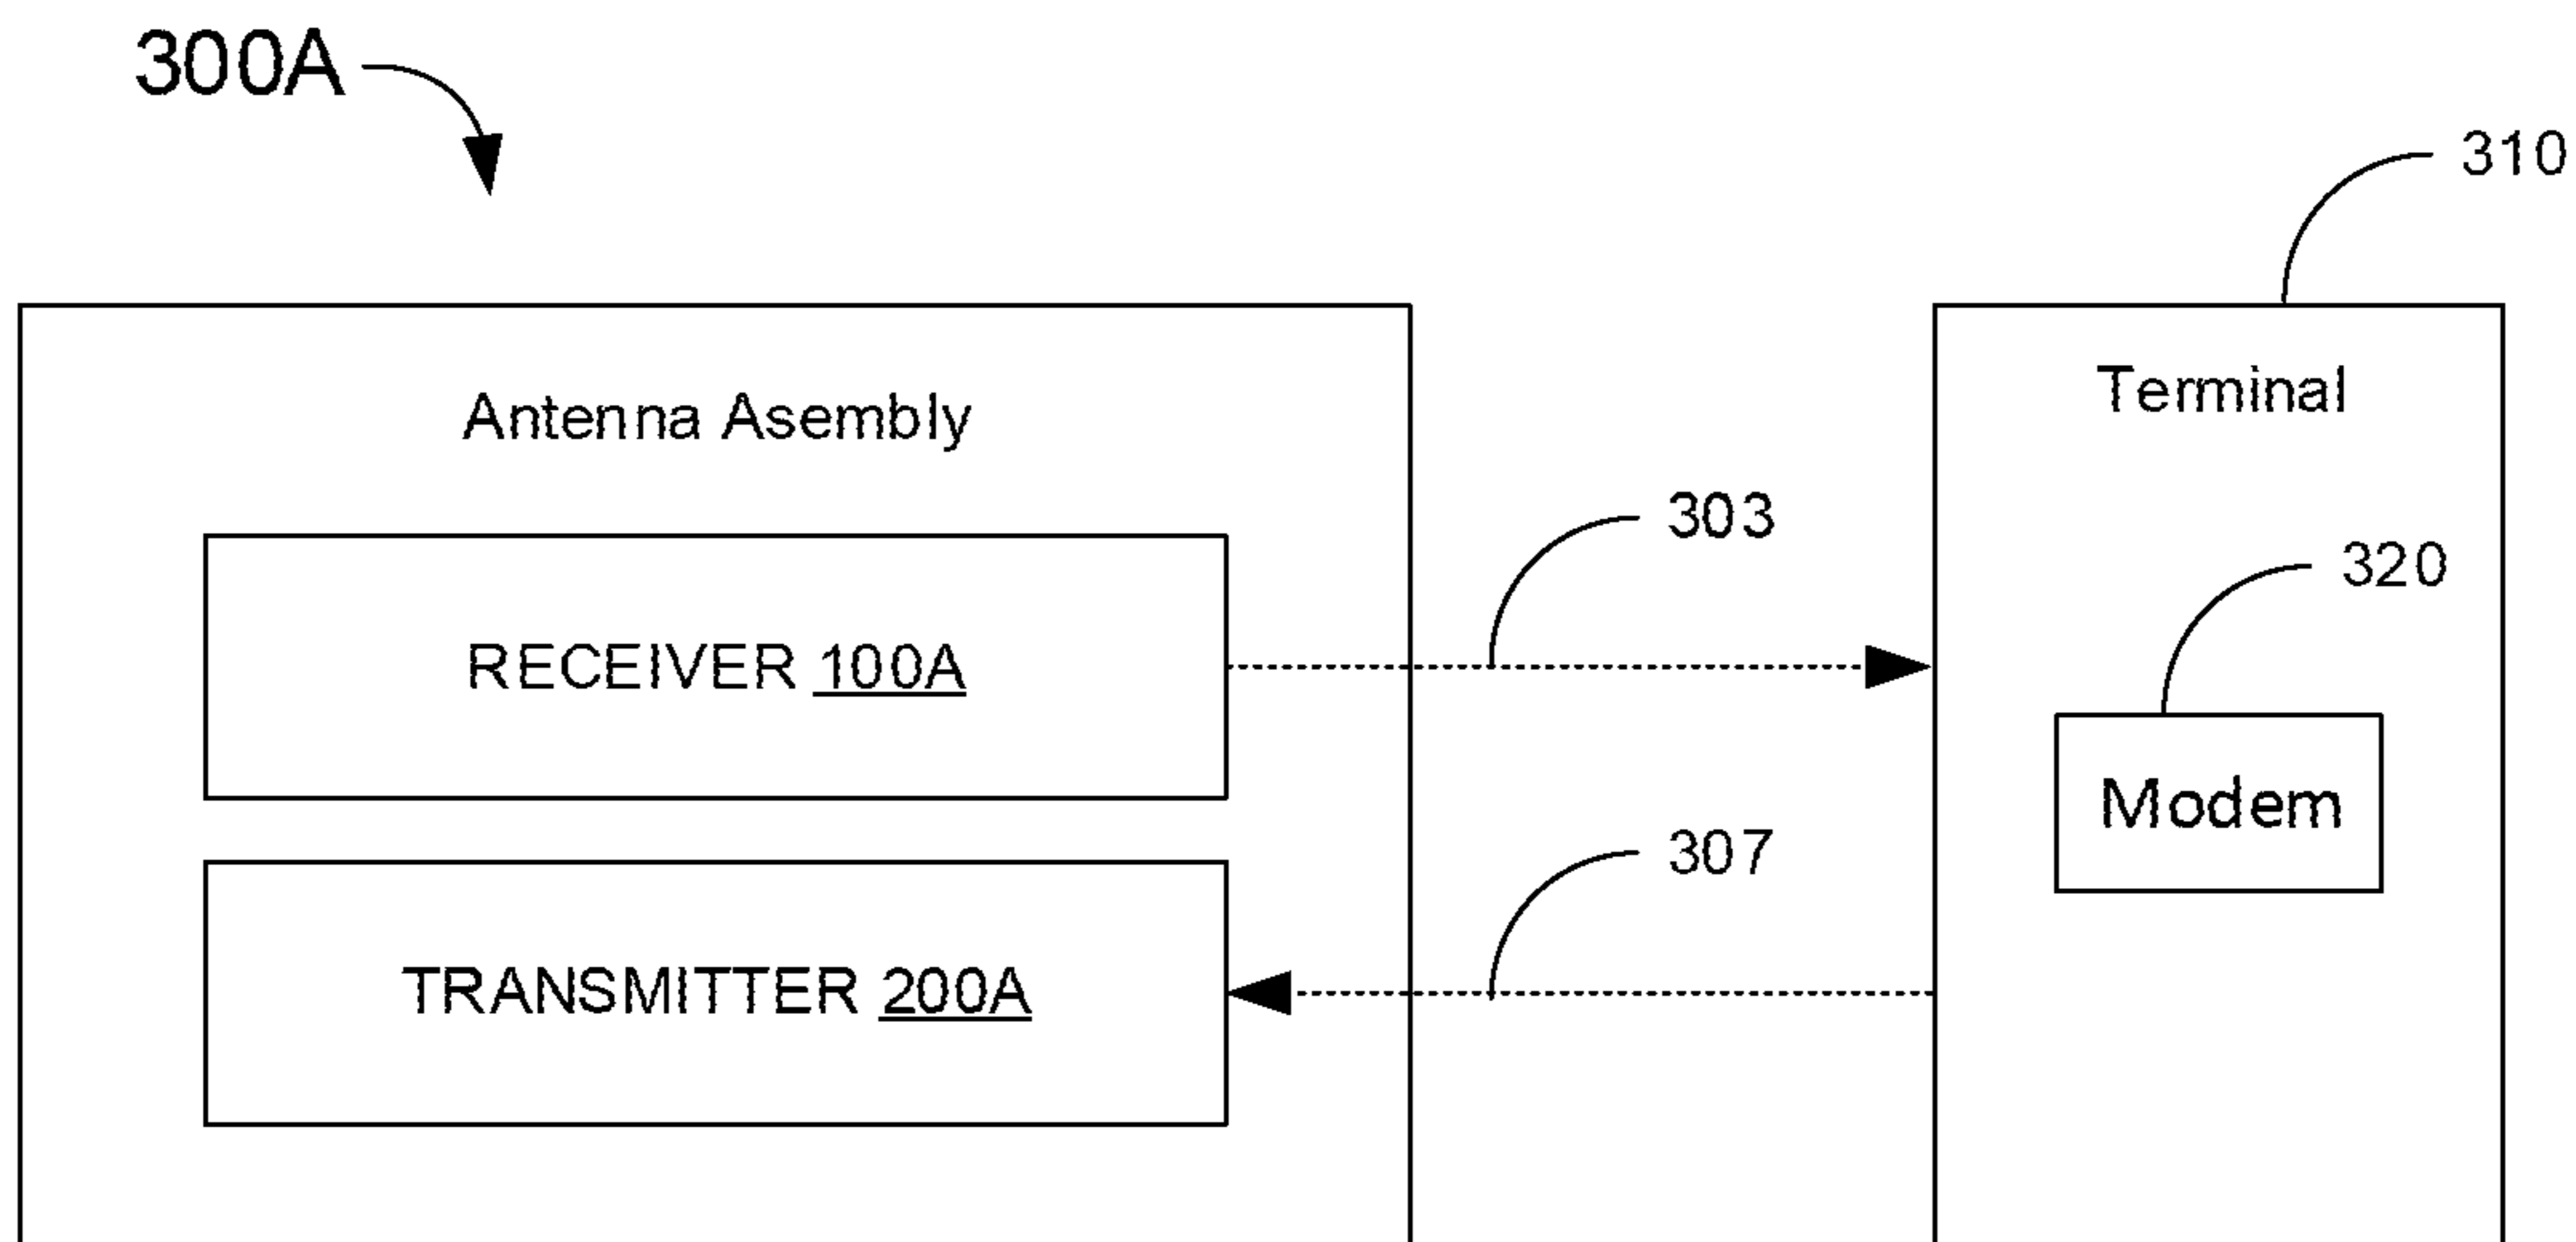 300A
310
Terminal
Antenna Asembly
303
320
RECEIVER 100A
Modem
307
TRANSMITTER 200A